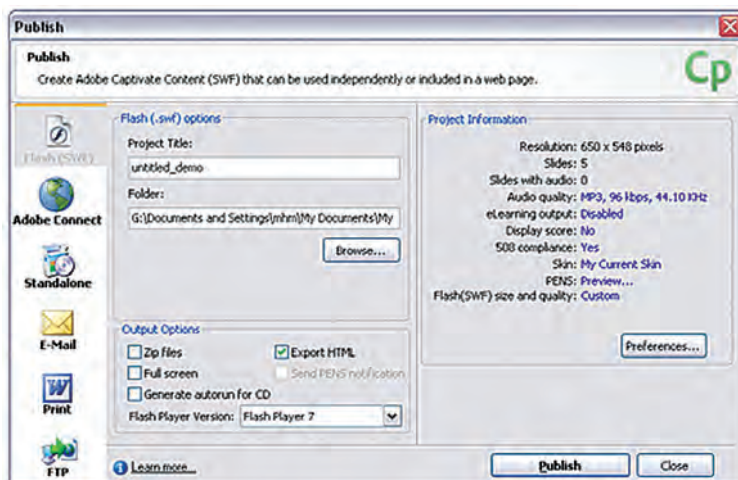 Publish
Publish
Create Adobe Captivate Content (SWF) that can be used independently or included in a web page.
Cp
Flash (SWF)
Adobe Connect
Standalone
E-Mail
Print
FTP
Flash (.swf) options
Project Title:
untitled_demo
Folder:
G:\Documents and Settings\mhm\My Documents\My
Browse...
Output Options
Zip files
Export HTML
Full screen
Send PENS notification
Generate autorun for CD
Flash Player Version: Flash Player 7
Project Information
Resolution: 650 x 548 pixels
Slides: 5
Slides with audio: 0
Audio quality: MP3, 96 kbps, 44.10 KHz
eLearning output: Disabled
Display score: No
508 compliance: Yes
Skin: My Current Skin
PENS: Preview...
Flash(SWF) size and quality: Custom
Preferences...
Learn more...
Publish
Close